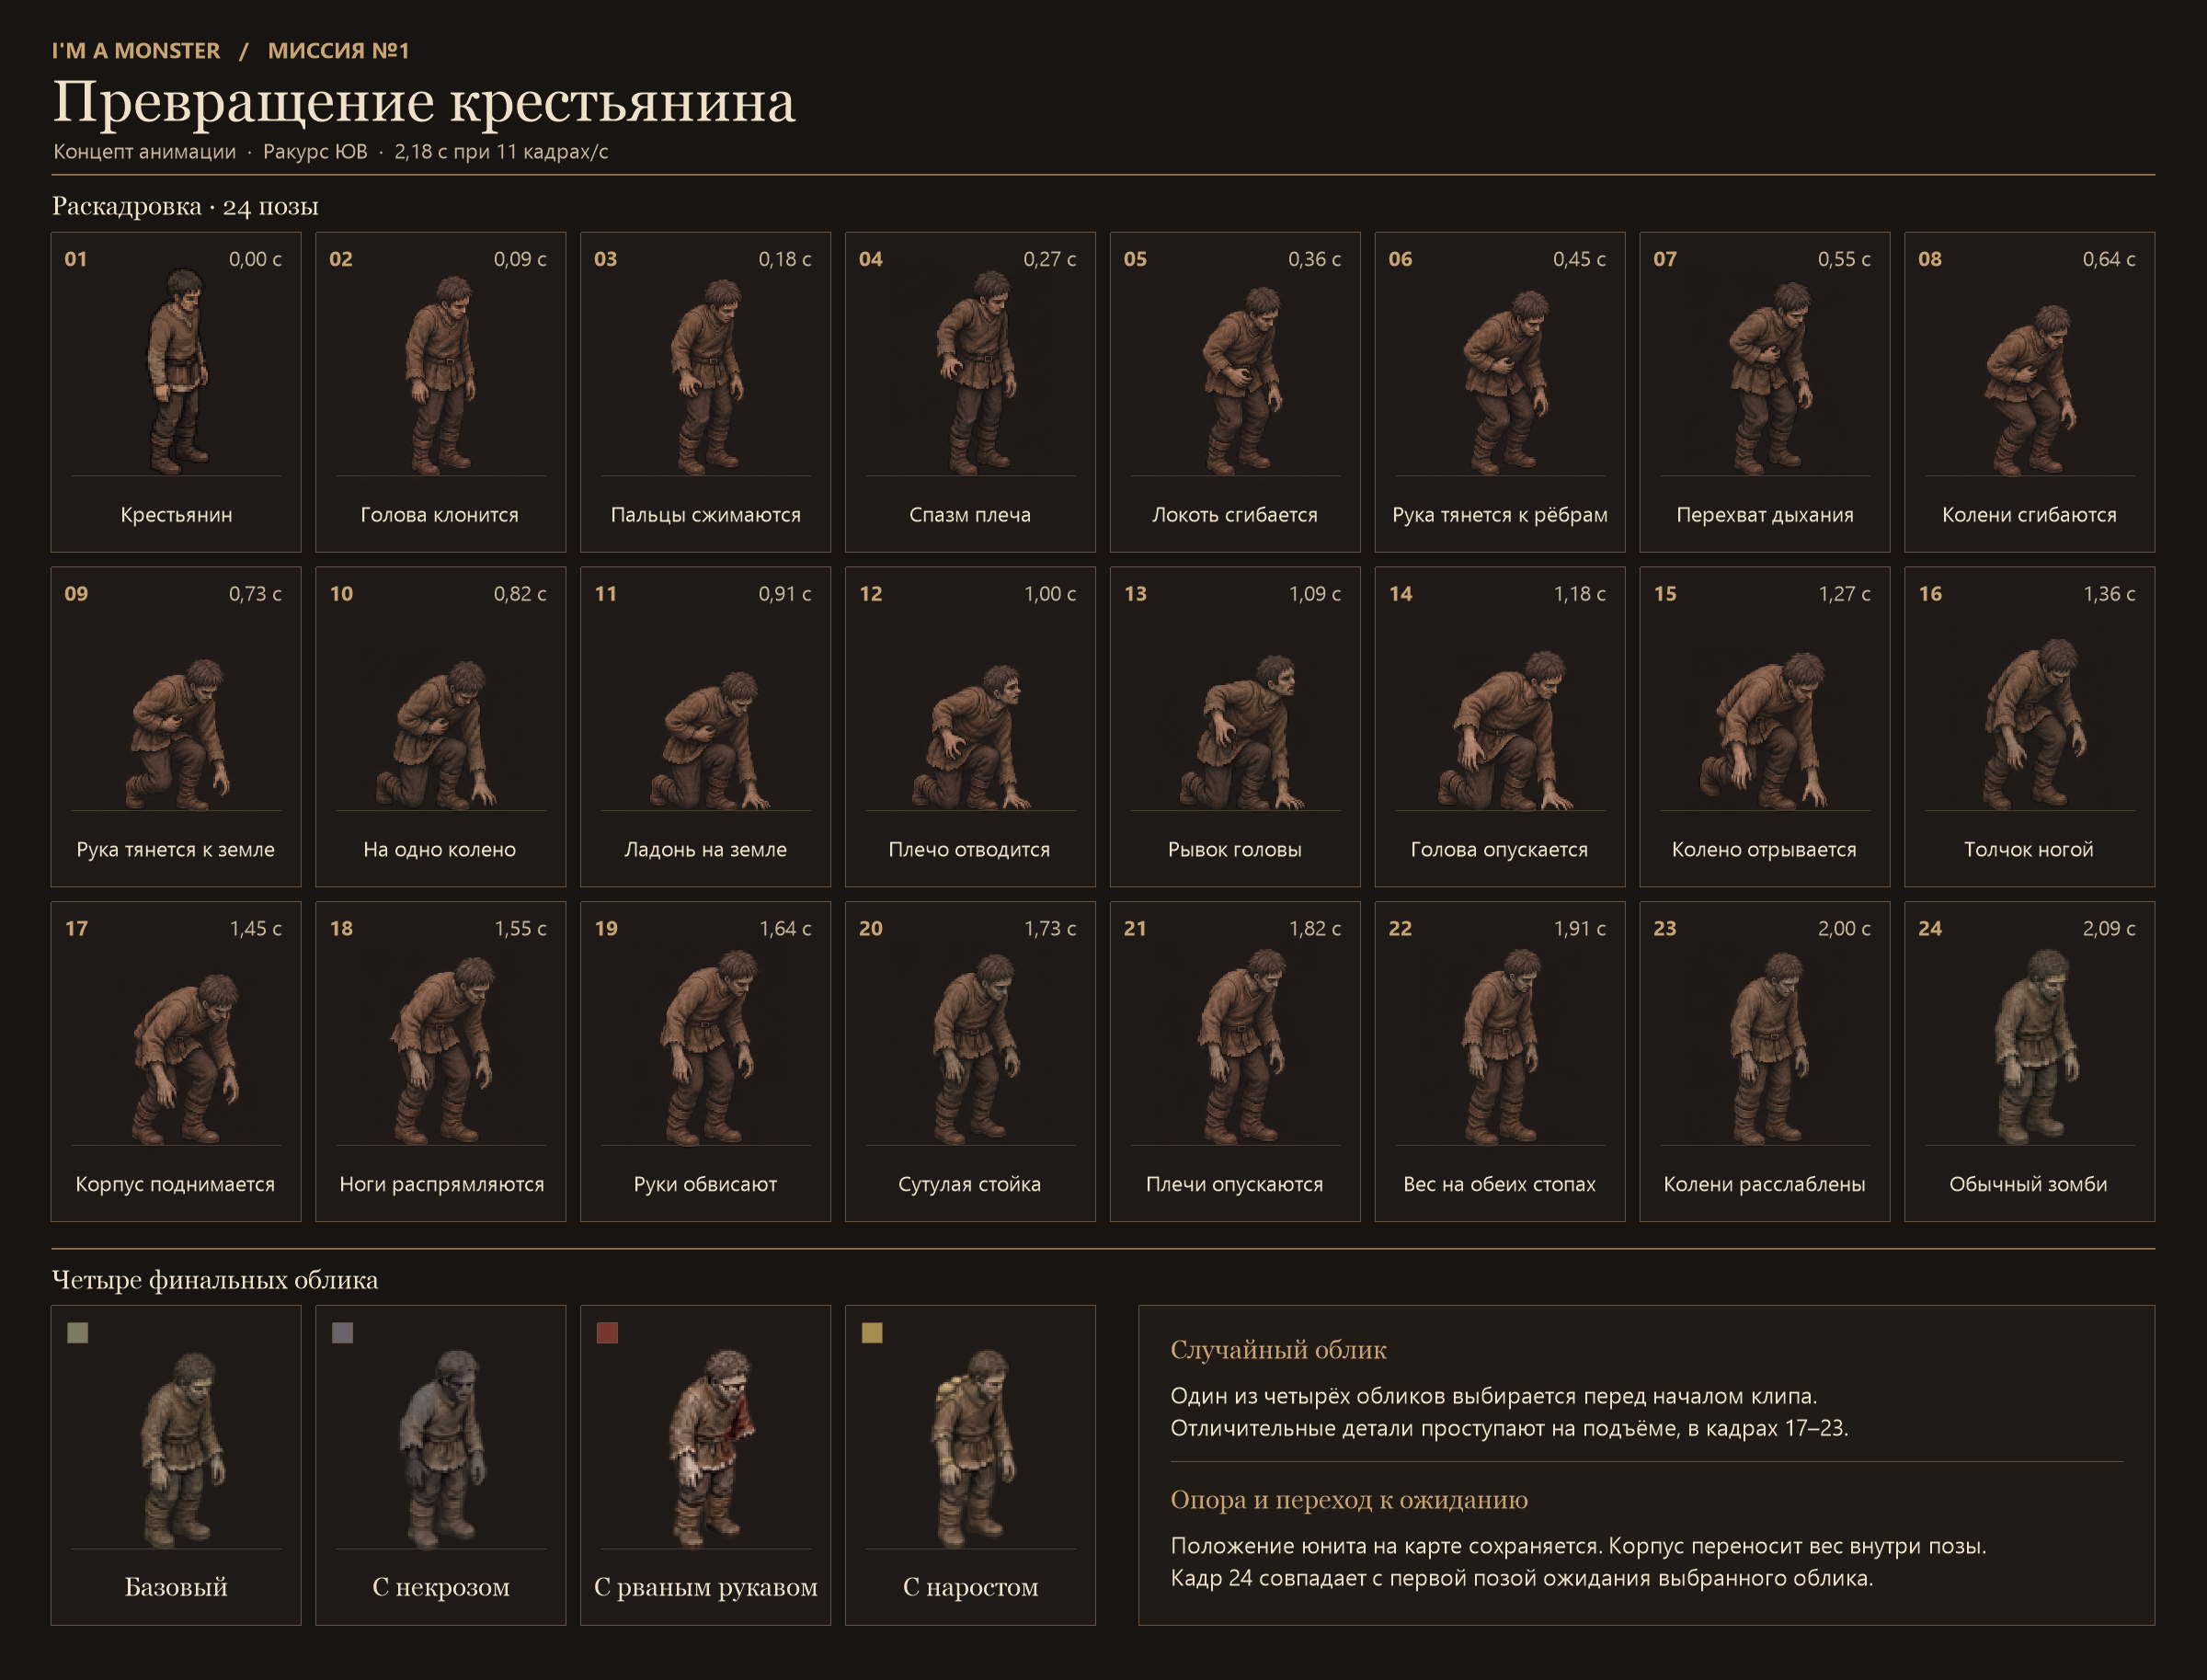 I'M A MONSTER / МИССИЯ №1
Превращение крестьянина
Концепт анимации · Ракурс ЮВ · 2,18 с при 11 кадрах/с
Раскадровка · 24 позы
01 0,00 с
Крестьянин
02 0,09 с
Голова клонится
03 0,18 с
Пальцы сжимаются
04 0,27 с
Спазм плеча
05 0,36 с
Локоть сгибается
06 0,45 с
Рука тянется к рёбрам
07 0,55 с
Перехват дыхания
08 0,64 с
Колени сгибаются
09 0,73 с
Рука тянется к земле
10 0,82 с
На одно колено
11 0,91 с
Ладонь на земле
12 1,00 с
Плечо отводится
13 1,09 с
Рывок головы
14 1,18 с
Голова опускается
15 1,27 с
Колено отрывается
16 1,36 с
Толчок ногой
17 1,45 с
Корпус поднимается
18 1,55 с
Ноги распрямляются
19 1,64 с
Руки обвисают
20 1,73 с
Сутулая стойка
21 1,82 с
Плечи опускаются
22 1,91 с
Вес на обеих стопах
23 2,00 с
Колени расслаблены
24 2,09 с
Обычный зомби
Четыре финальных облика
Базовый
С некрозом
С рваным рукавом
С наростом
Случайный облик
Один из четырёх обликов выбирается перед началом клипа.
Отличительные детали проступают на подъёме, в кадрах 17–23.
Опора и переход к ожиданию
Положение юнита на карте сохраняется. Корпус переносит вес внутри позы.
Кадр 24 совпадает с первой позой ожидания выбранного облика.